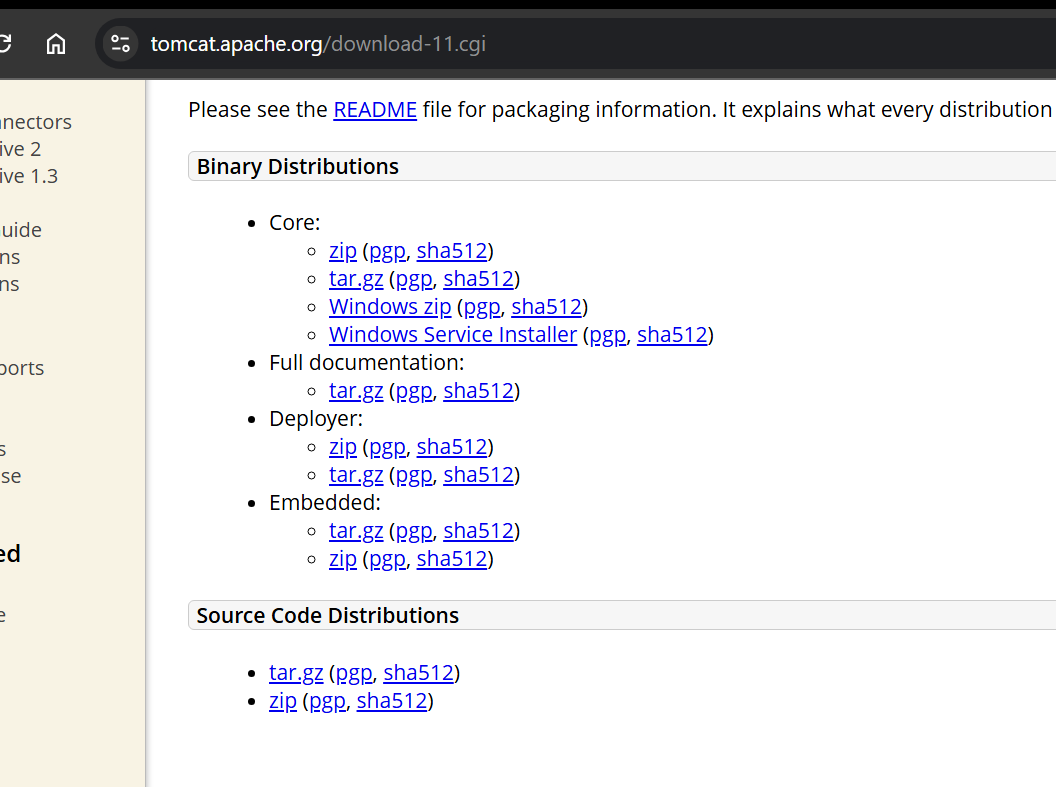 tomcat.apache.org/download-11.cgi
Please see the README file for packaging information. It explains what every distribution
nnectors
ive 2
ive 1.3
uide
ns
ns
ports
s
se
ed
e
Binary Distributions
Core:
zip (pgp, sha512)
tar.gz (pgp, sha512)
Windows zip (pgp, sha512)
Windows Service Installer (pgp, sha512)
Full documentation:
tar.gz (pgp, sha512)
Deployer:
zip (pgp, sha512)
tar.gz (pgp, sha512)
Embedded:
tar.gz (pgp, sha512)
zip (pgp, sha512)
Source Code Distributions
tar.gz (pgp, sha512)
zip (pgp, sha512)